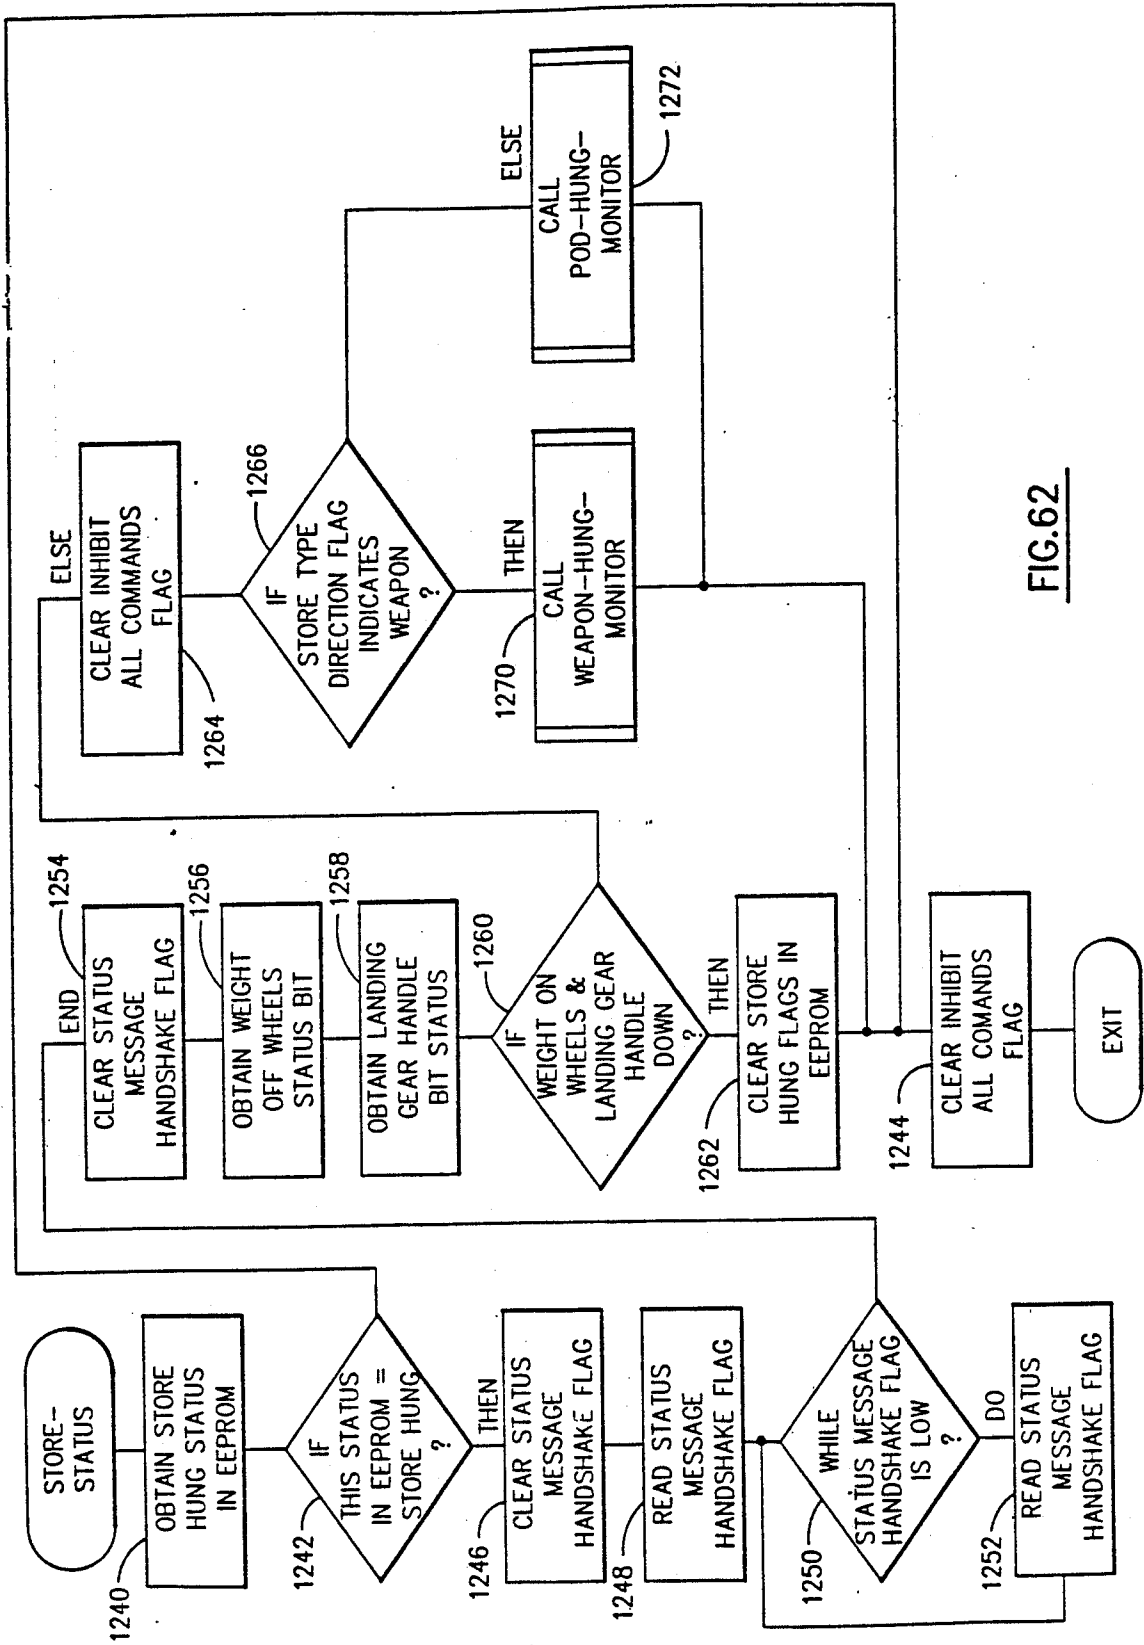 STORE-
STATUS
1240
OBTAIN STORE
HUNG STATUS
IN EEPROM
1242
IF
THIS STATUS
IN EEPROM =
STORE HUNG
?
THEN
1246
CLEAR STATUS
MESSAGE
HANDSHAKE FLAG
1248
READ STATUS
MESSAGE
HANDSHAKE FLAG
1250
WHILE
STATUS MESSAGE
HANDSHAKE FLAG
IS LOW
?
DO
1252
READ STATUS
MESSAGE
HANDSHAKE FLAG
END
1254
CLEAR STATUS
MESSAGE
HANDSHAKE FLAG
1256
OBTAIN WEIGHT
OFF WHEELS
STATUS BIT
1258
OBTAIN LANDING
GEAR HANDLE
BIT STATUS
1260
IF
WEIGHT ON
WHEELS &
LANDING GEAR
HANDLE
DOWN
?
THEN
1262
CLEAR STORE
HUNG FLAGS IN
EEPROM
1244
CLEAR INHIBIT
ALL COMANDS
FLAG
EXIT
ELSE
CLEAR INHIBIT
ALL COMMANDS
FLAG
1264
1266
IF
STORE TYPE
DIRECTION FLAG
INDICATES
WEAPON
?
THEN
1270
CALL
WEAPON-HUNG-
MONITOR
ELSE
CALL
POD-HUNG-
MONITOR
1272
FIG.62